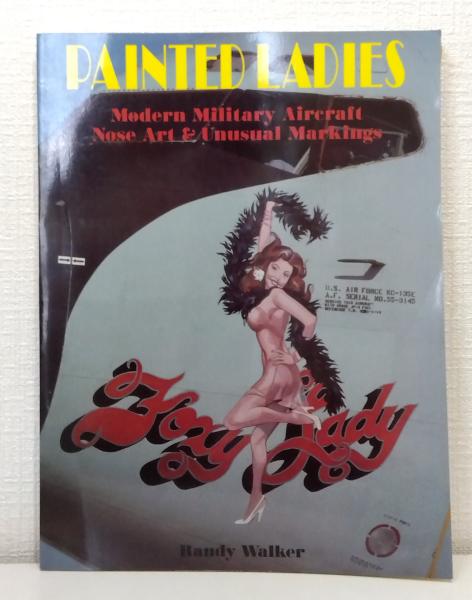 PAINTED LADIES
Modern Military Aircraft
Nose Art & Unusual Markings
U.S. AIR FORCE KC-135E
A.F. SERIAL NO.55-3145
Foxy Lady
Randy Walker